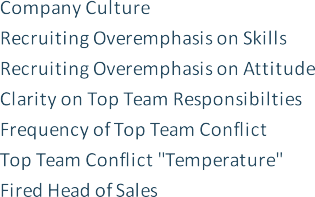 Company Culture
Recruiting Overemphasis on Skills
Recruiting Overemphasis on Attitude
Clarity on Top Team Responsibilties
Frequency of Top Team Conflict
Top Team Conflict "Temperature"
Fired Head of Sales